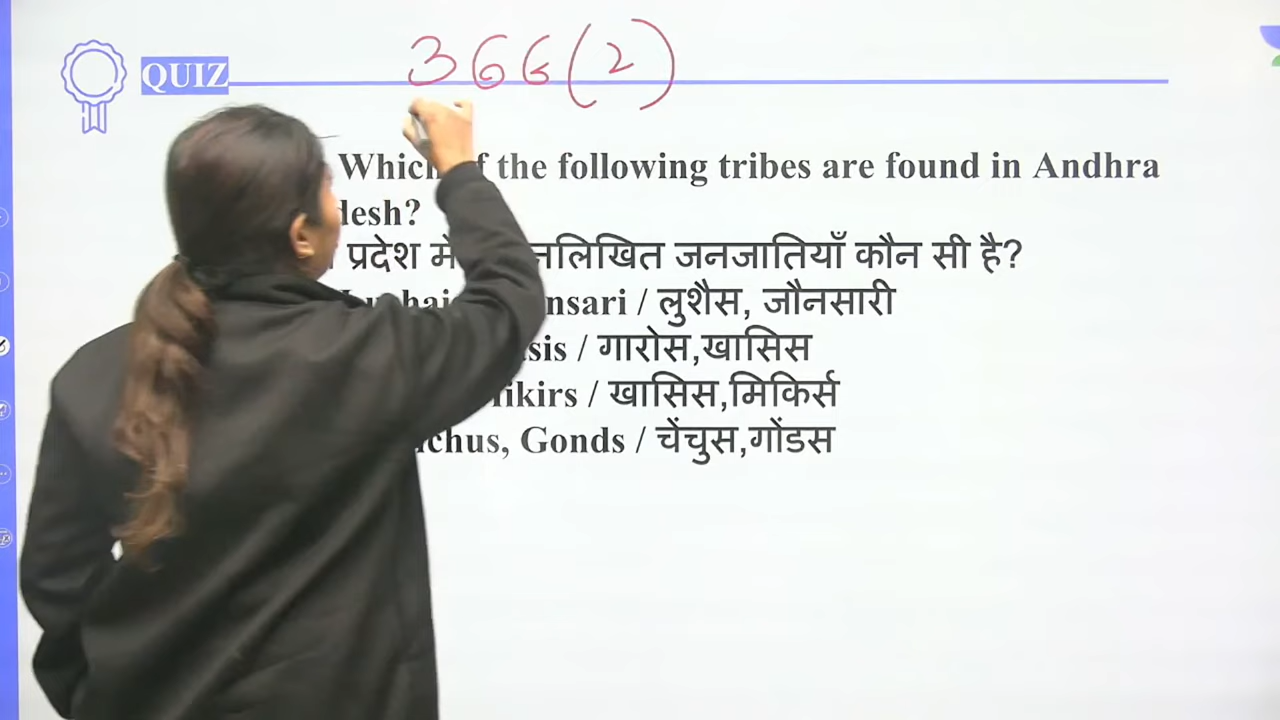 366(2)
QUIZ
the following tribes are found in Andhra
desh?
प्रदेश में नलिखित जनजातियाँ कौन सी है?
nsari / लुशैस, जौनसारी
sis / गारोस,खासिस
ikirs / खासिस,मिकिर्स
chus, Gonds / चेंचुस,गोंडस